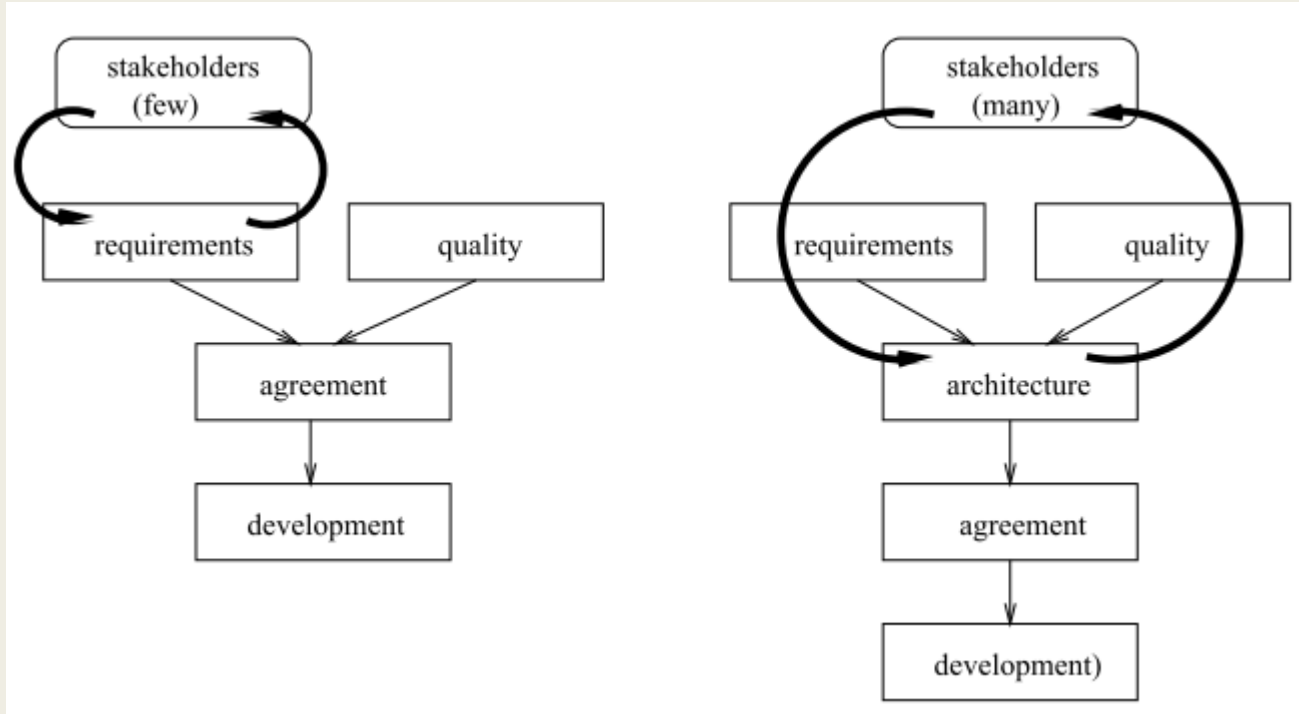 stakeholders
(few)
requirements
quality
agreement
development
stakeholders
(many)
requirements
quality
architecture
agreement
development)